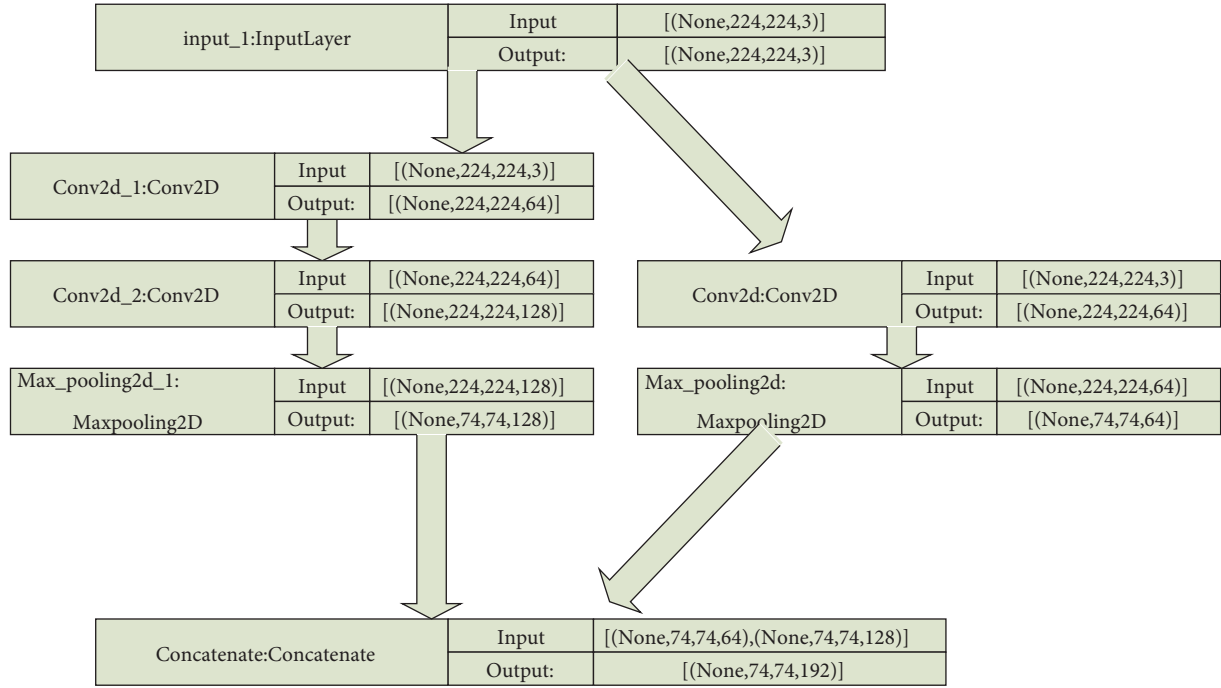 input_1:InputLayer
Input
[(None,224,224,3)]
Output:
[(None,224,224,3)]
Conv2d_1:Conv2D
Input
[(None,224,224,3)]
Output:
[(None,224,224,64)]
Conv2d_2:Conv2D
Input
[(None,224,224,64)]
Output:
[(None,224,224,128)]
Conv2d:Conv2D
Input
[(None,224,224,3)]
Output:
[(None,224,224,64)]
Max_pooling2d_1:
Maxpooling2D
Input
[(None,224,224,128)]
Output:
[(None,74,74,128)]
Max_pooling2d:
Maxpooling2D
Input
[(None,224,224,64)]
Output:
[(None,74,74,64)]
Concatenate:Concatenate
Input
[(None,74,74,64),(None,74,74,128)]
Output:
[(None,74,74,192)]